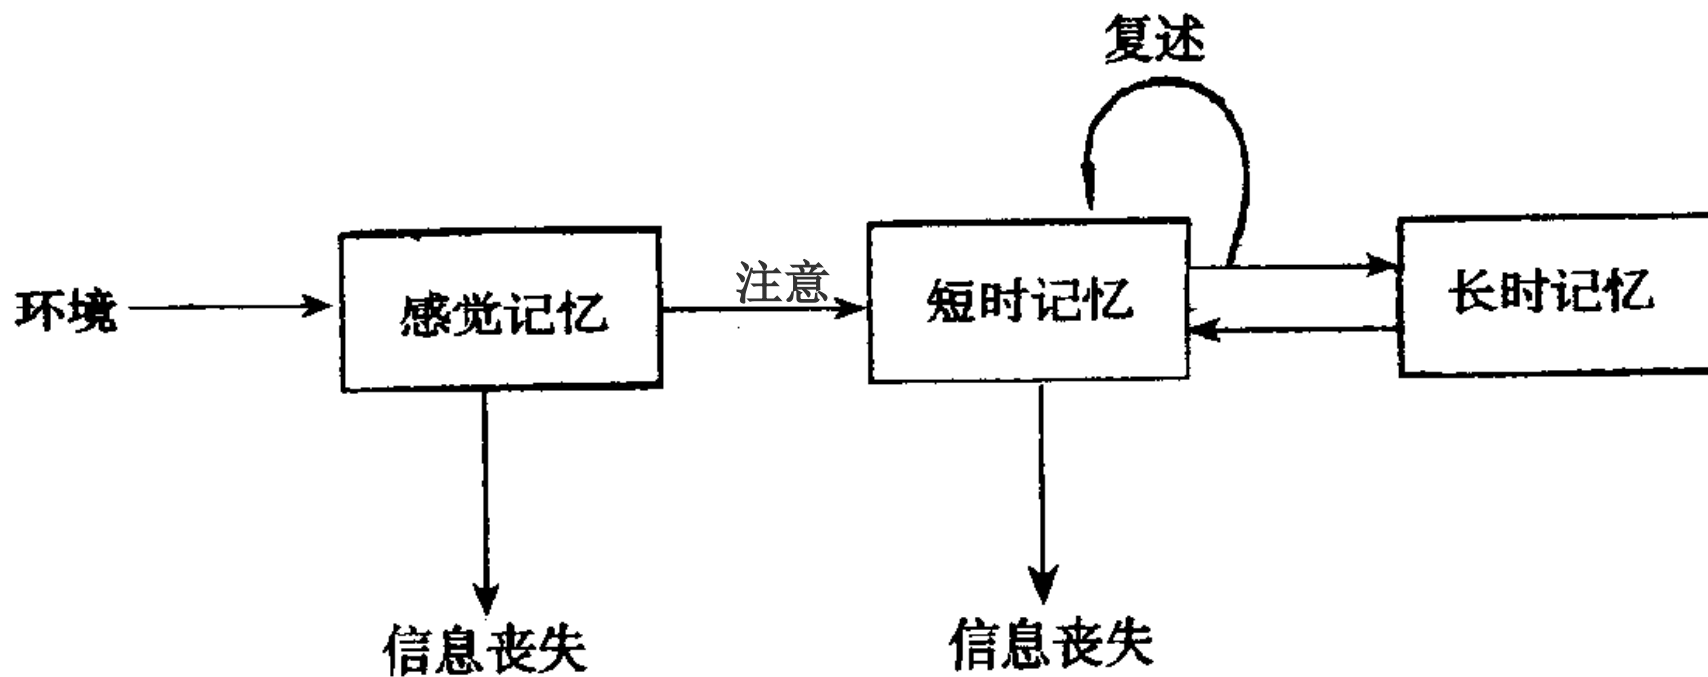 复述
环境
感觉记忆
注意
短时记忆
长时记忆
信息丧失
信息丧失